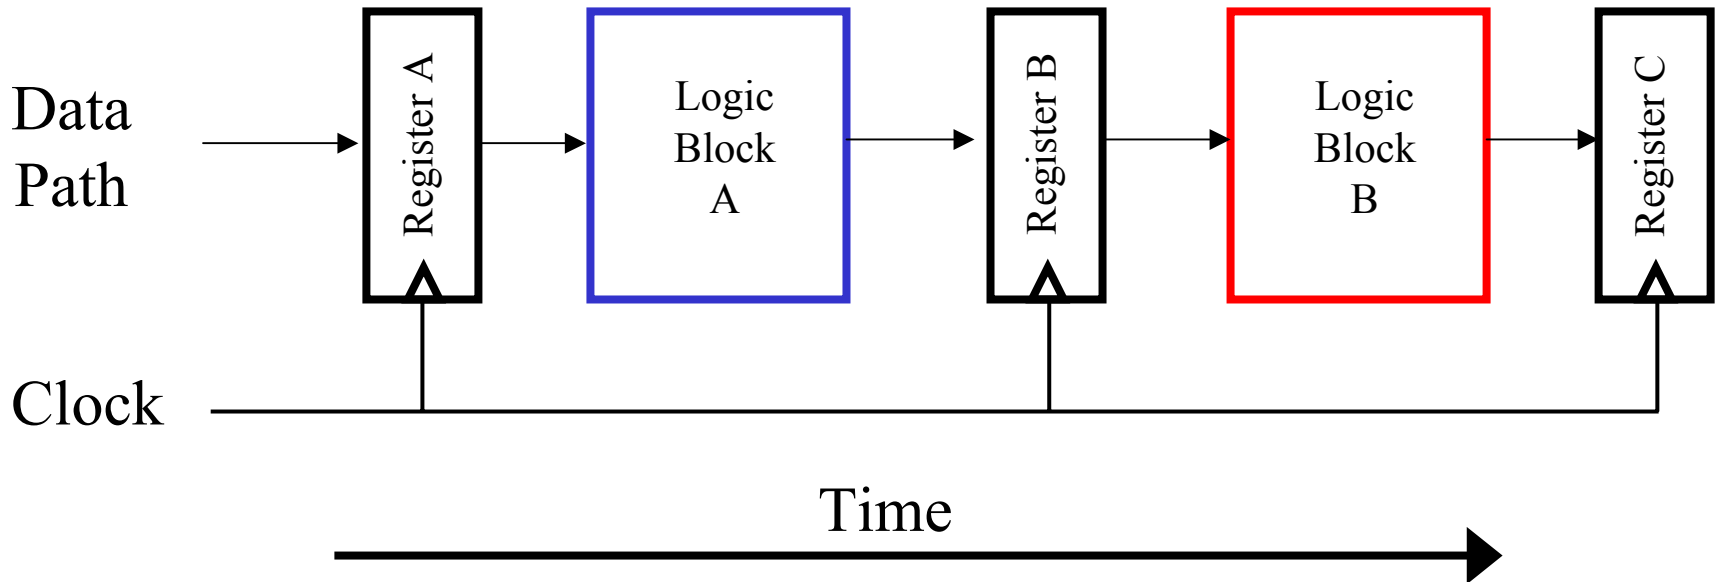 Data
Path
Register A
Logic
Block
A
Register B
Logic
Block
B
Register C
Clock
Time